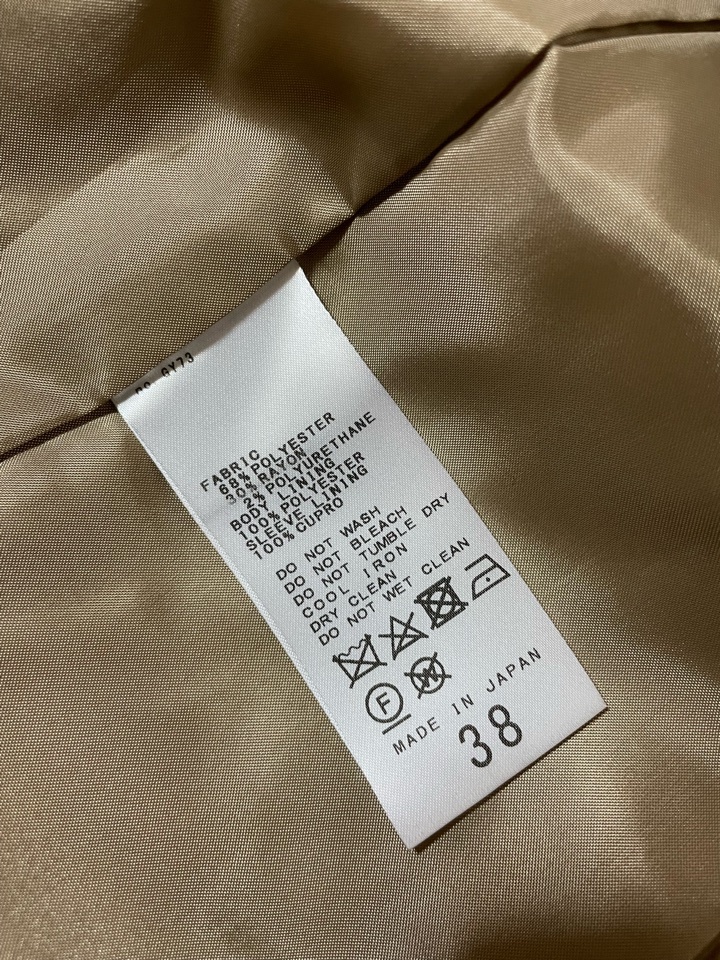 GY73
FABRIC
68% POLYESTER
30% RAYON
2% POLYURETHANE
BODY LINING
100% POLYESTER
SLEEVE LINING
100% CUPRO
DO NOT WASH
DO NOT BLEACH
DO NOT TUMBLE DRY
COOL IRON
DRY CLEAN
DO NOT WET CLEAN
F W
MADE IN JAPAN
38